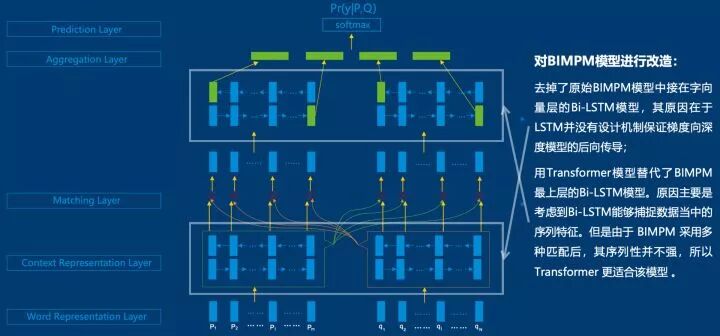 Pr(y|P,Q)
softmax
Prediction Layer
Aggregation Layer
Matching Layer
Context Representation Layer
Word Representation Layer
P1 P2 ...... Pi ...... Pm
q1 q2 ...... qi ...... qN
对BIMPM模型进行改造:
去掉了原始BIMPM模型中接在字向
量层的Bi-LSTM模型，其原因在于
LSTM并没有设计机制保证梯度向深
度模型的后向传导；
用Transformer模型替代了BIMPM
最上层的Bi-LSTM模型。原因主要是
考虑到Bi-LSTM能够捕捉数据当中的
序列特征。但是由于 BIMPM 采用多
种匹配后，其序列性并不强，所以
Transformer 更适合该模型 。